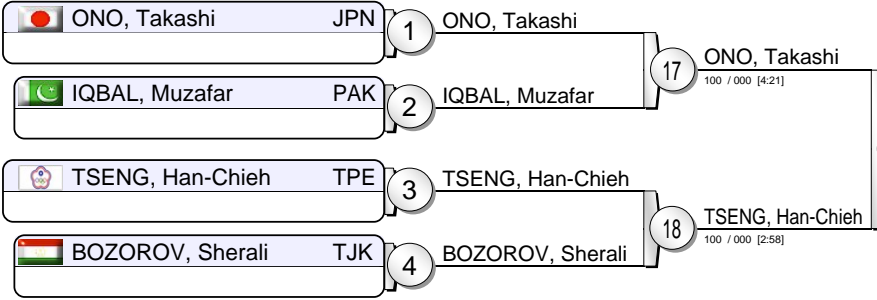 ONO, Takashi JPN
1
ONO, Takashi
IQBAL, Muzafar PAK
2
IQBAL, Muzafar
17
ONO, Takashi
100 / 000 [4:21]
TSENG, Han-Chieh TPE
3
TSENG, Han-Chieh
BOZOROV, Sherali TJK
4
BOZOROV, Sherali
18
TSENG, Han-Chieh
100 / 000 [2:58]